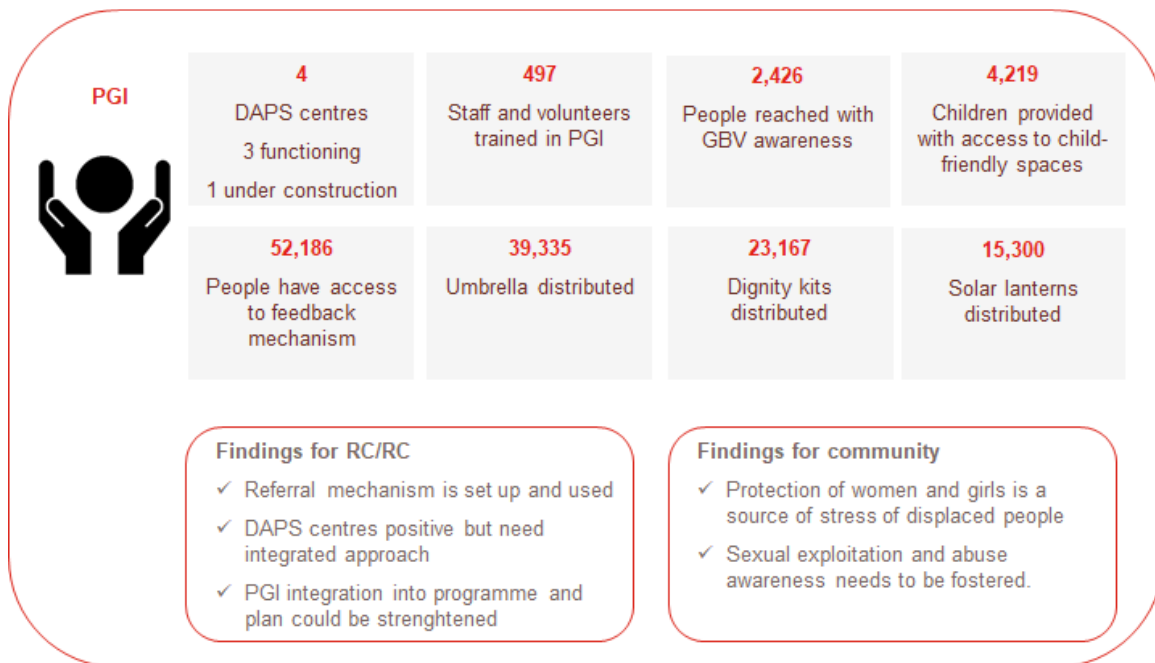 PGI
4
DAPS centres
3 functioning
1 under construction
497
Staff and volunteers
trained in PGI
2,426
People reached with
GBV awareness
4,219
Children provided
with access to child-
friendly spaces
52,186
People have access
to feedback
mechanism
39,335
Umbrella distributed
23,167
Dignity kits
distributed
15,300
Solar lanterns
distributed
Findings for RC/RC
✓ Referral mechanism is set up and used
✓ DAPS centres positive but need
integrated approach
✓ PGI integration into programme and
plan could be strenghtened
Findings for community
✓ Protection of women and girls is a
source of stress of displaced people
✓ Sexual exploitation and abuse
awareness needs to be fostered.